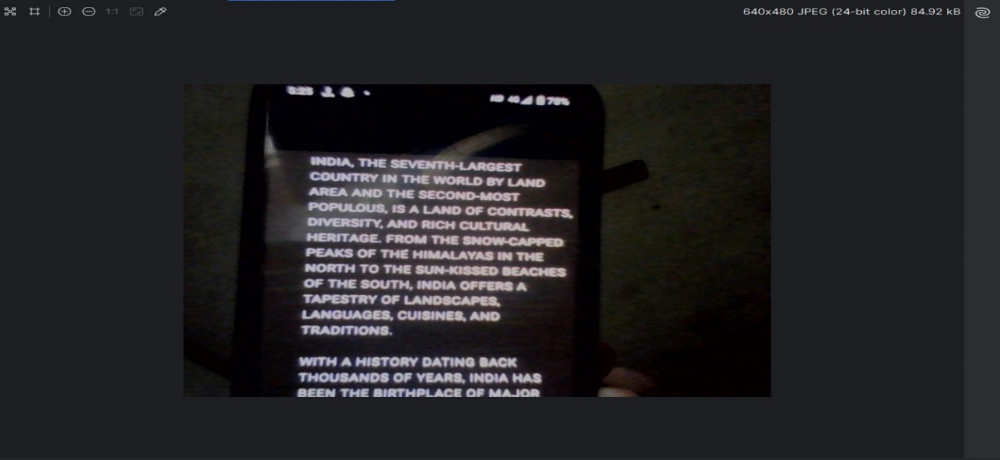 1:1
640x480 JPEG (24-bit color) 84.92 kB
5:25
HD 4G 76%
INDIA, THE SEVENTH-LARGEST
COUNTRY IN THE WORLD BY LAND
AREA AND THE SECOND-MOST
POPULOUS, IS A LAND OF CONTRASTS,
DIVERSITY, AND RICH CULTURAL
HERITAGE. FROM THE SNOW-CAPPED
PEAKS OF THE HIMALAYAS IN THE
NORTH TO THE SUN-KISSED BEACHES
OF THE SOUTH, INDIA OFFERS A
TAPESTRY OF LANDSCAPES,
LANGUAGES, CUISINES, AND
TRADITIONS.
WITH A HISTORY DATING BACK
THOUSANDS OF YEARS, INDIA HAS
BEEN THE BIRTHPLACE OF MAJOR